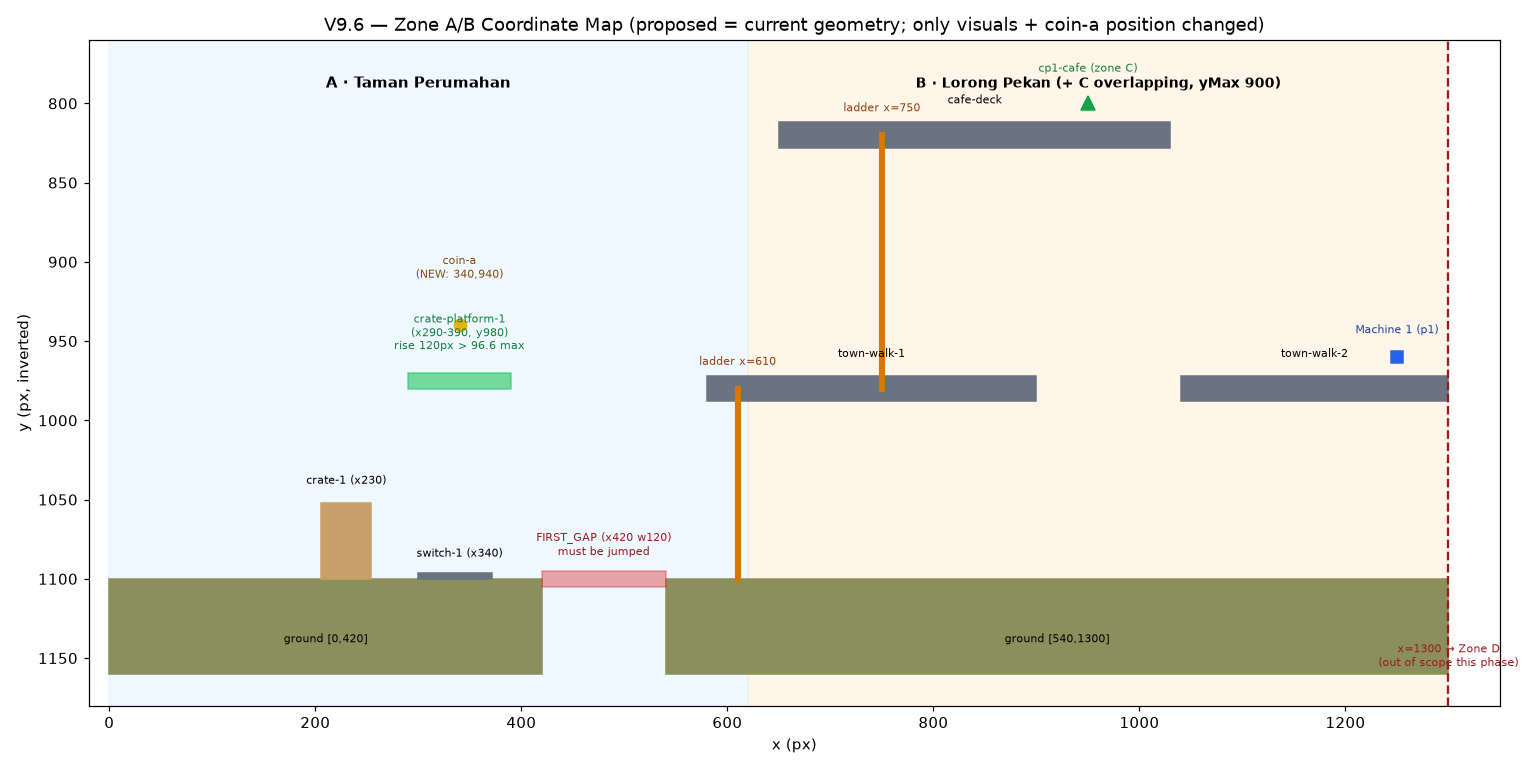 V9.6 — Zone A/B Coordinate Map (proposed = current geometry; only visuals + coin-a position changed)
cp1-cafe (zone C)
A · Taman Perumahan
B · Lorong Pekan (+ C overlapping, yMax 900)
cafe-deck
ladder x=750
coin-a
(NEW: 340,940)
crate-platform-1
(x290-390, y980)
rise 120px > 96.6 max
Machine 1 (p1)
town-walk-1
town-walk-2
ladder x=610
crate-1 (x230)
FIRST_GAP (x420 w120)
must be jumped
switch-1 (x340)
ground [0,420]
ground [540,1300]
x=1300 → Zone D
(out of scope this phase)
800
850
900
950
1000
1050
1100
1150
y (px, inverted)
0
200
400
600
800
1000
1200
x (px)